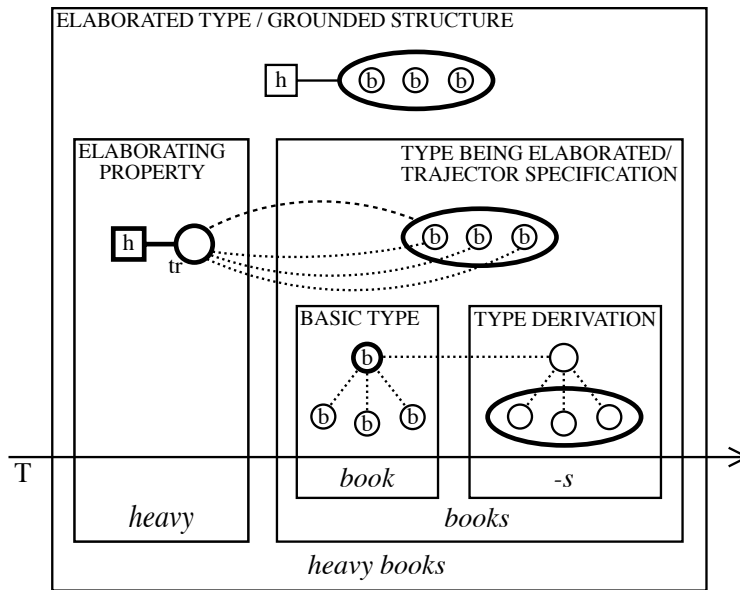 ELABORATED TYPE / GROUNDED STRUCTURE
h
b b b
ELABORATING
PROPERTY
TYPE BEING ELABORATED/
TRAJECTOR SPECIFICATION
h
tr
b b b
BASIC TYPE
TYPE DERIVATION
b
b b b
T
book
-s
heavy
books
heavy books